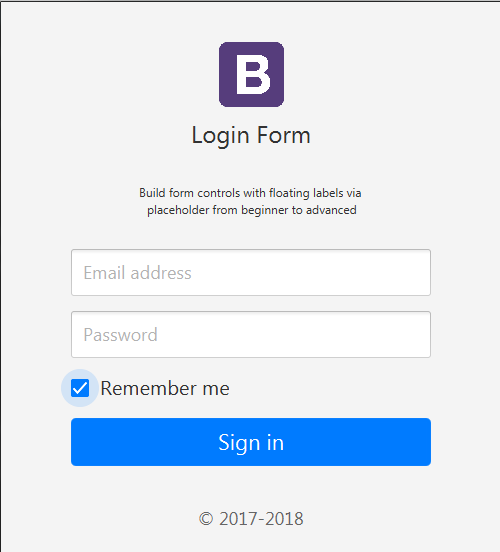 B
Login Form
Build form controls with floating labels via
placeholder from beginner to advanced
Email address
Password
Remember me
Sign in
© 2017-2018